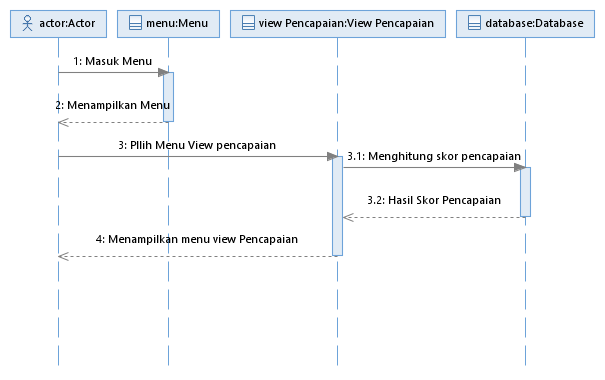 actor:Actor
menu:Menu
view Pencapaian:View Pencapaian
database:Database
1: Masuk Menu
2: Menampilkan Menu
3: PIlih Menu View pencapaian
3.1: Menghitung skor pencapaian
3.2: Hasil Skor Pencapaian
4: Menampilkan menu view Pencapaian